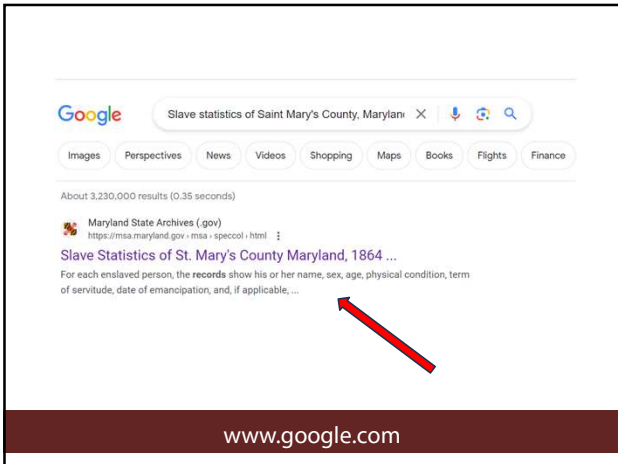 Google
Slave statistics of Saint Mary's County, Marylan
Images Perspectives News Videos Shopping Maps Books Flights Finance
About 3,230,000 results (0.35 seconds)
Maryland State Archives (.gov)
https://msa.maryland.gov › msa › speccol › html
Slave Statistics of St. Mary's County Maryland, 1864 ...
For each enslaved person, the records show his or her name, sex, age, physical condition, term
of servitude, date of emancipation, and, if applicable, ...
www.google.com